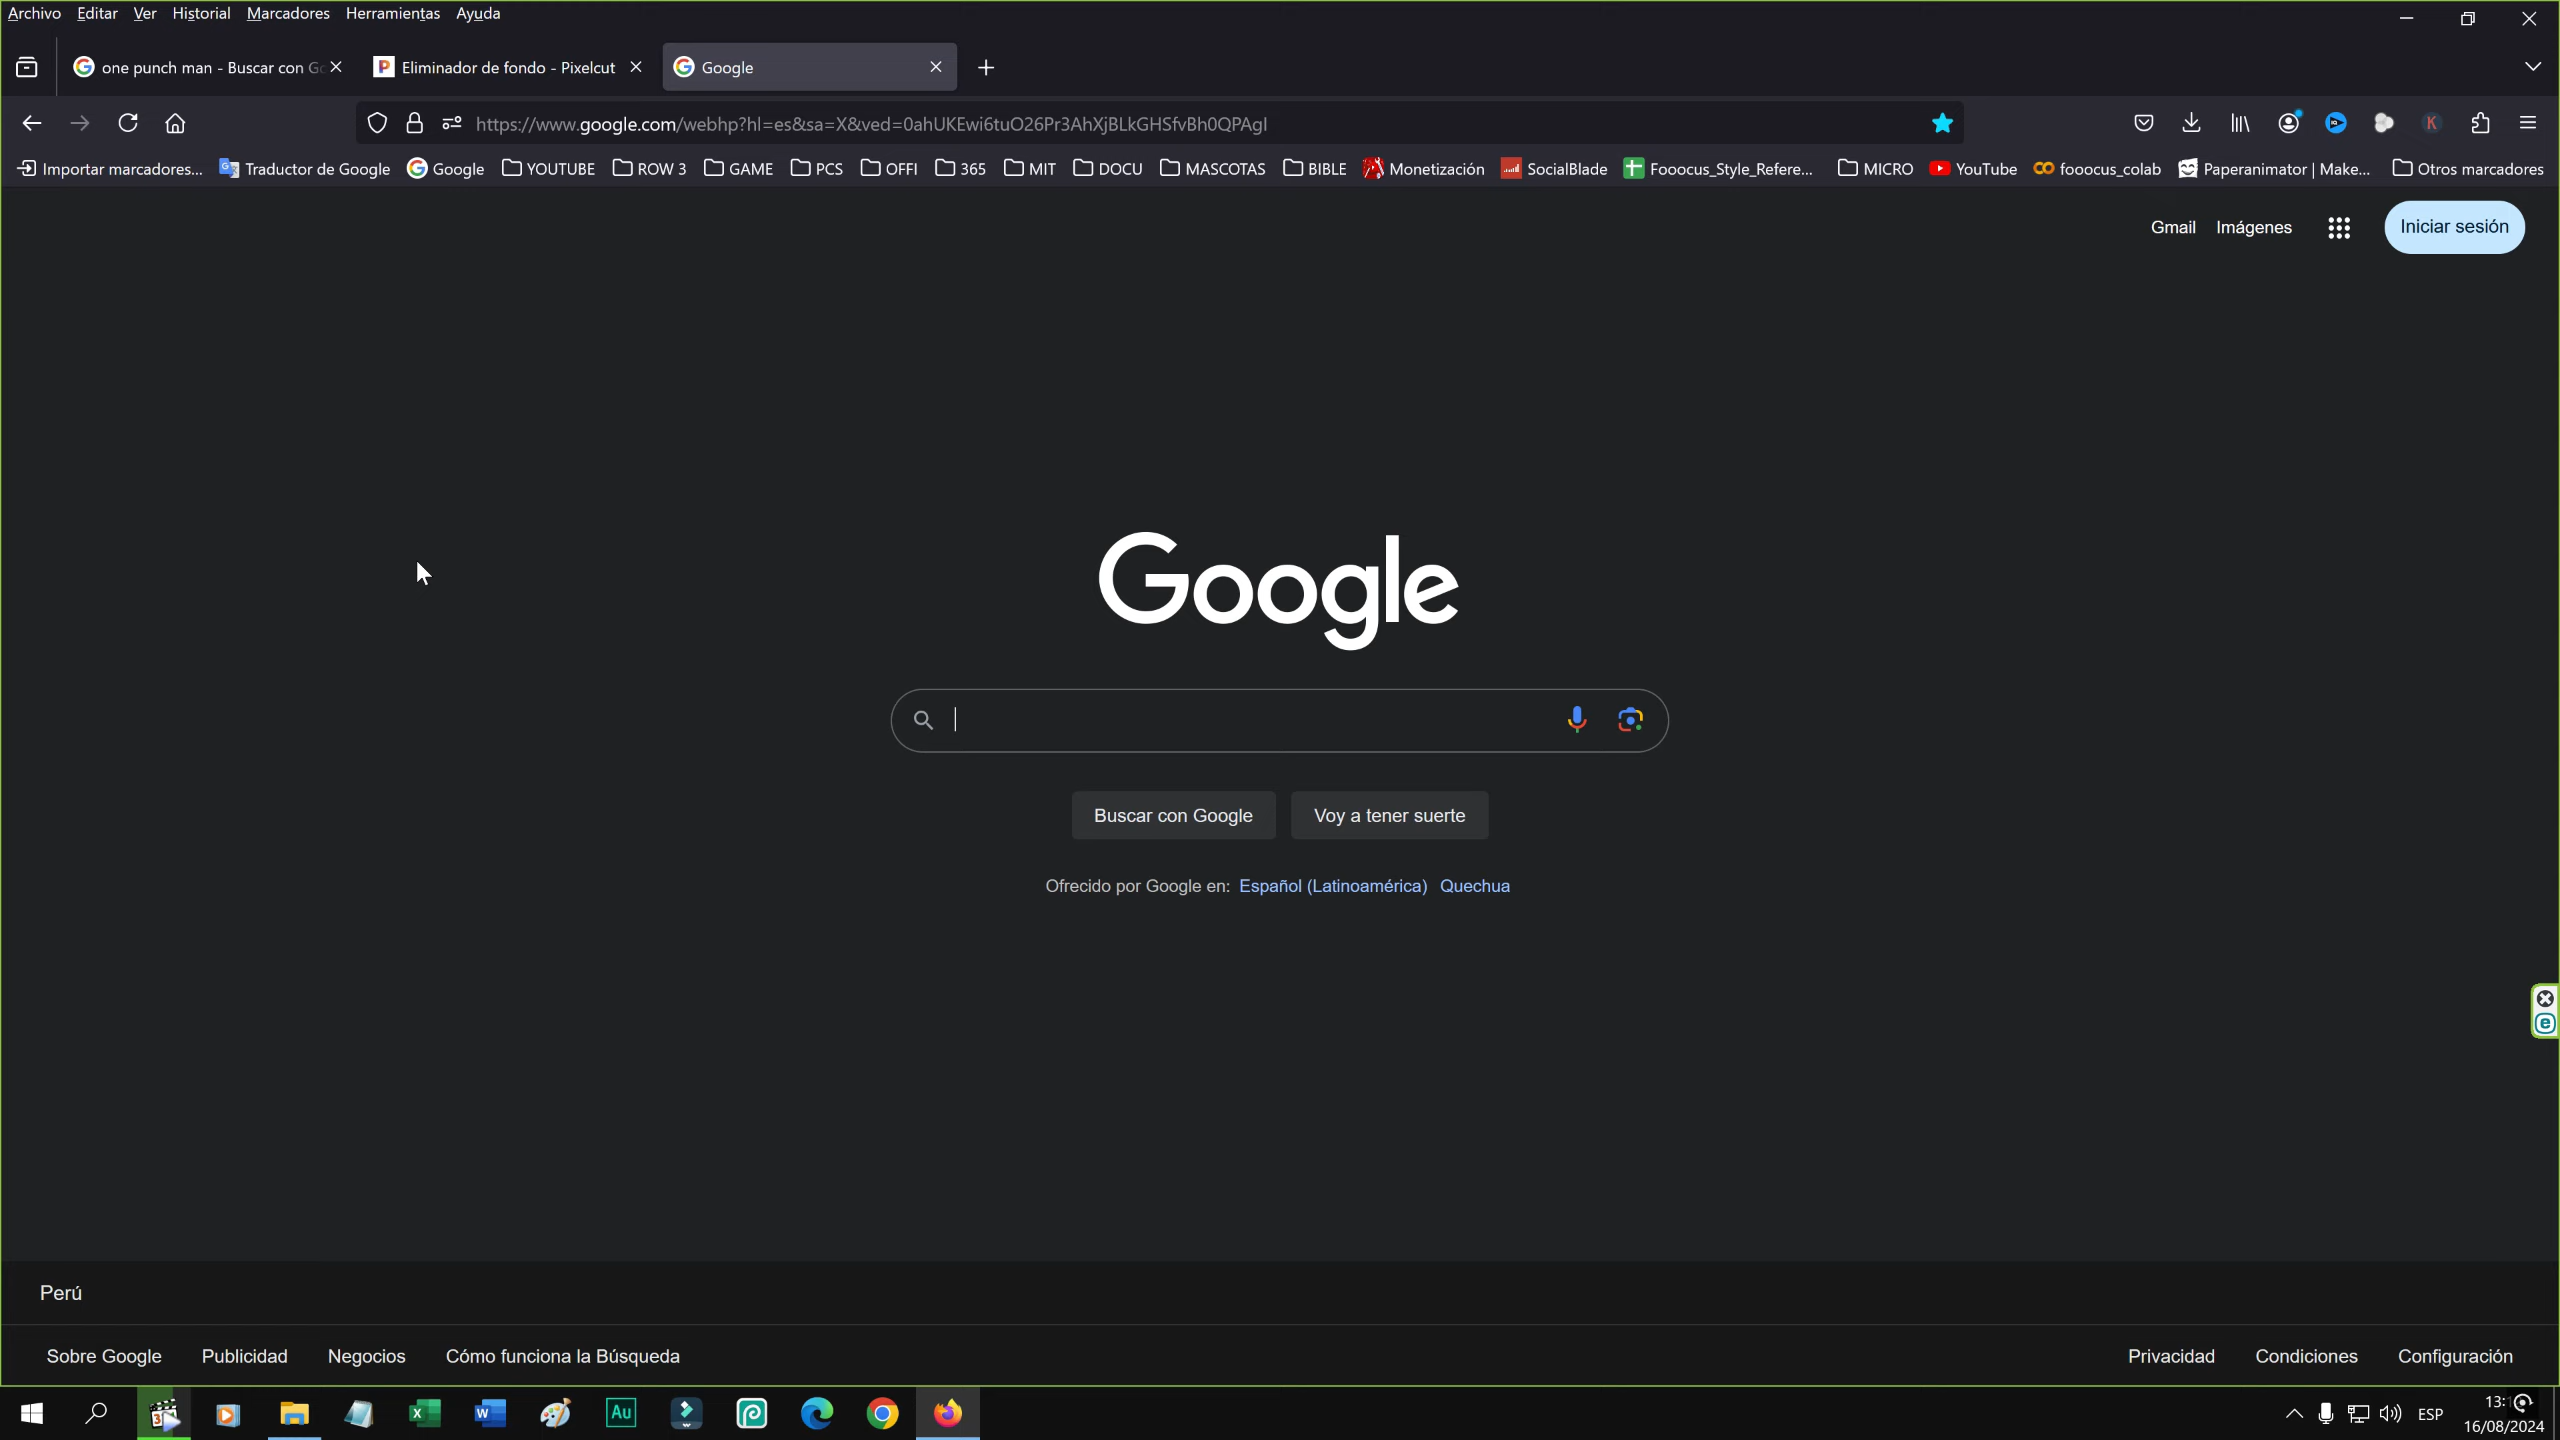 Archivo Editar Ver Historial Marcadores Herramientas Ayuda
one punch man - Buscar con Go
Eliminador de fondo - Pixelcut
Google
https://www.google.com/webhp?hl=es&sa=X&ved=0ahUKEwi6tuO26Pr3AhXjBLkGHSfvBh0QPAgI
Importar marcadores... Traductor de Google Google YOUTUBE ROW 3 GAME PCS OFFI 365 MIT DOCU MASCOTAS BIBLE Monetización SocialBlade Fooocus_Style_Refere... MICRO YouTube fooocus_colab Paperanimator | Make... Otros marcadores
Gmail Imágenes Iniciar sesión
Google
Buscar con Google Voy a tener suerte
Ofrecido por Google en: Español (Latinoamérica) Quechua
Perú
Sobre Google Publicidad Negocios Cómo funciona la Búsqueda Privacidad Condiciones Configuración
Au
ESP
16/08/2024